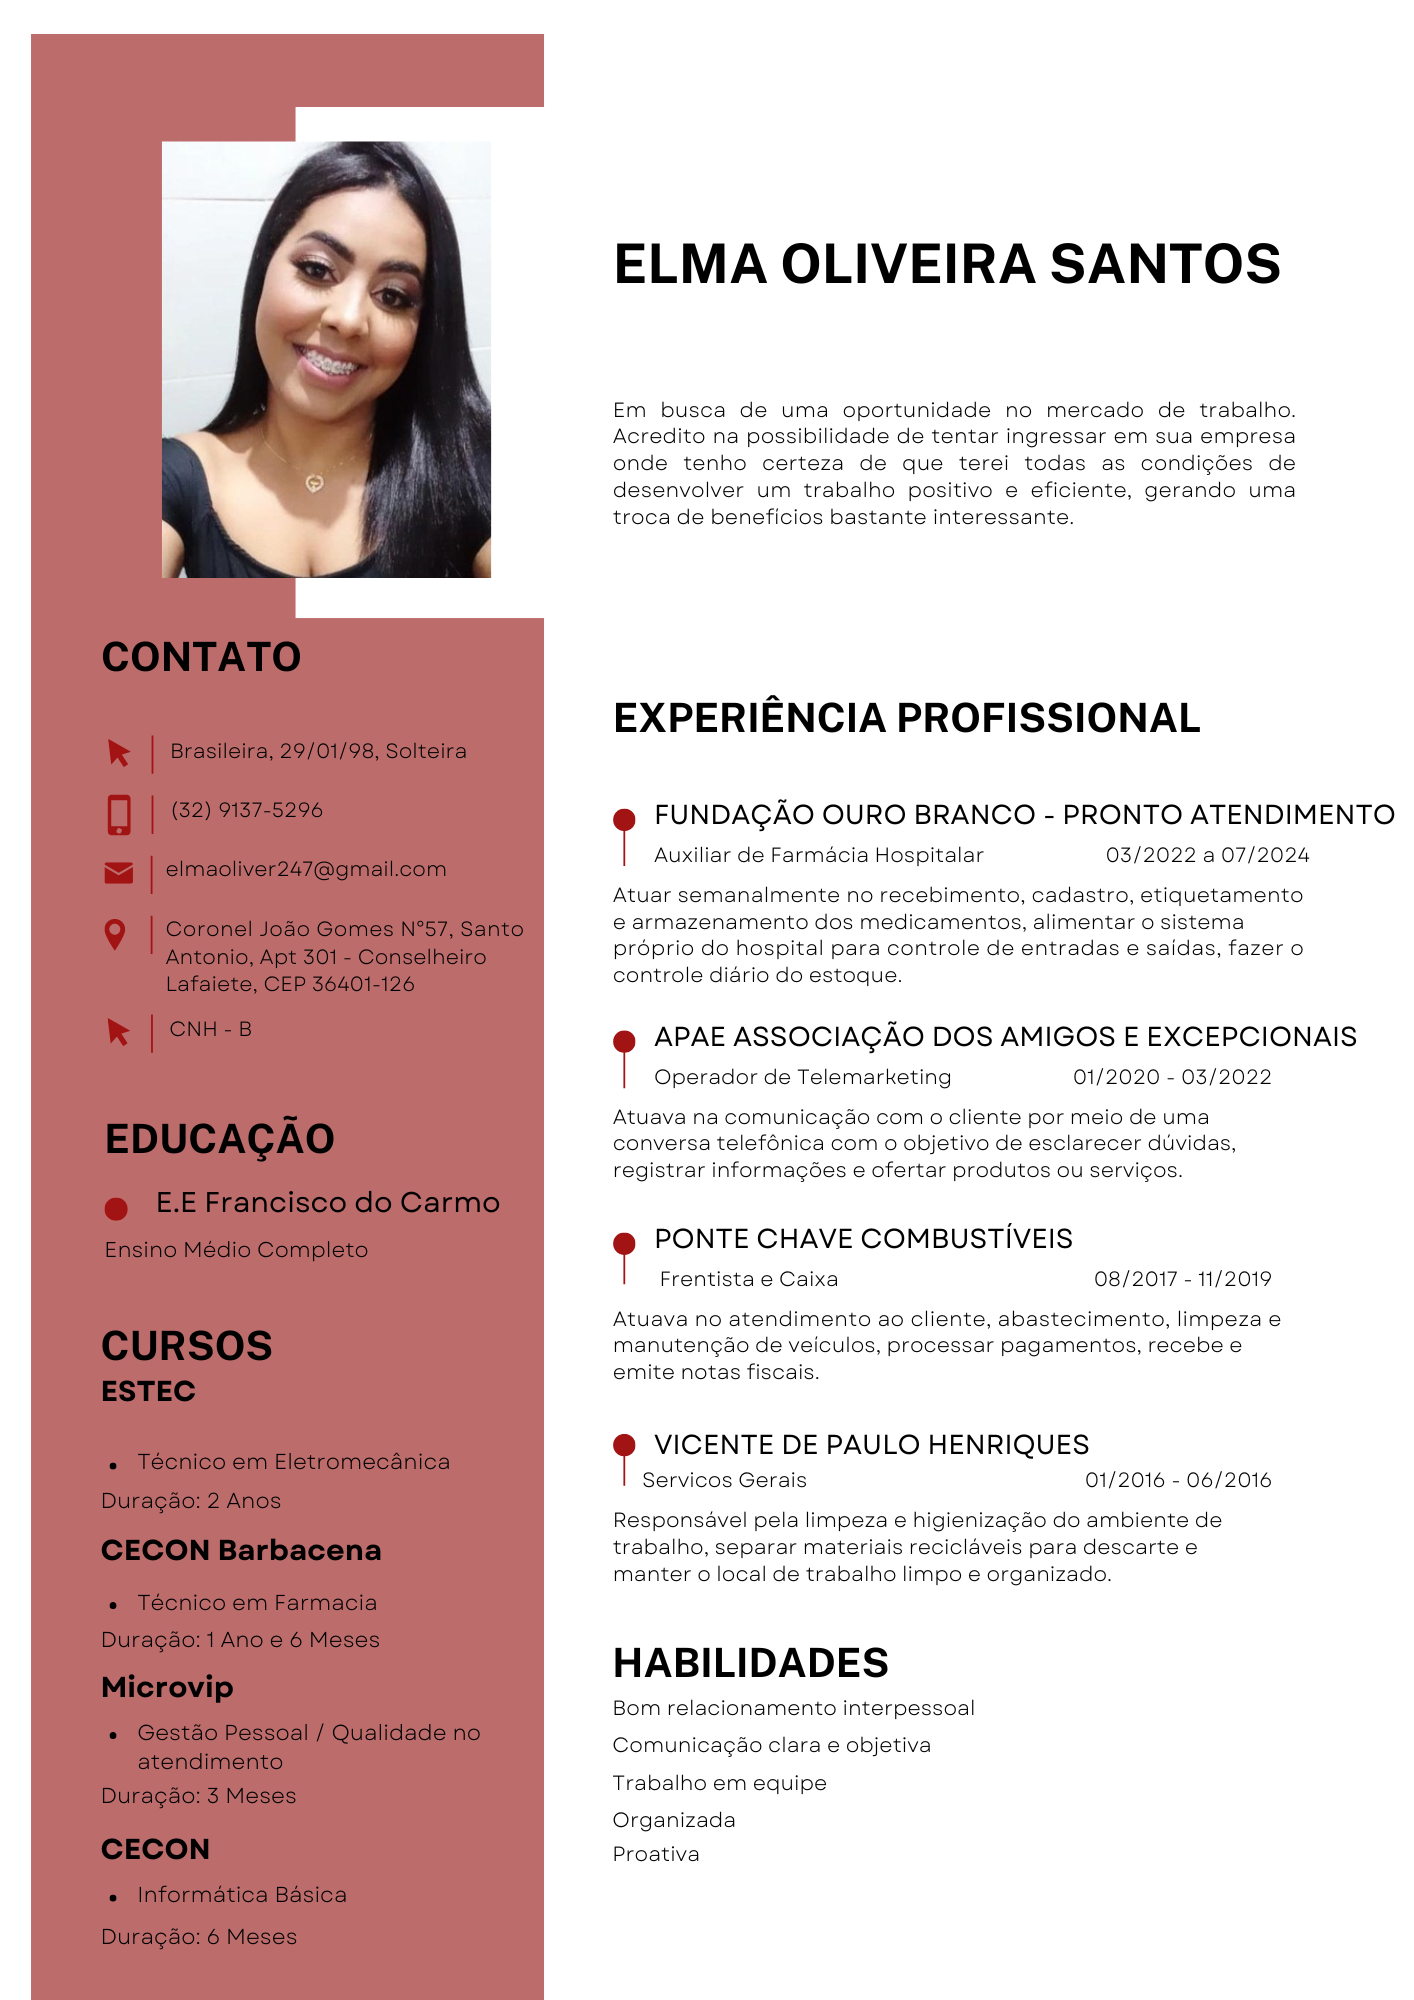 ELMA OLIVEIRA SANTOS
Em busca de uma oportunidade no mercado de trabalho.
Acredito na possibilidade de tentar ingressar em sua empresa
onde tenho certeza de que terei todas as condições de
desenvolver um trabalho positivo e eficiente, gerando uma
troca de benefícios bastante interessante.
CONTATO
Brasileira, 29/01/98, Solteira
(32) 9137-5296
elmaoliver247@gmail.com
Coronel João Gomes N°57, Santo
Antonio, Apt 301 - Conselheiro
Lafaiete, CEP 36401-126
CNH - B
EDUCAÇÃO
E.E Francisco do Carmo
Ensino Médio Completo
CURSOS
ESTEC
• Técnico em Eletromecânica
Duração: 2 Anos
CECON Barbacena
• Técnico em Farmacia
Duração: 1 Ano e 6 Meses
Microvip
• Gestão Pessoal / Qualidade no
atendimento
Duração: 3 Meses
CECON
• Informática Básica
Duração: 6 Meses
EXPERIÊNCIA PROFISSIONAL
FUNDAÇÃO OURO BRANCO - PRONTO ATENDIMENTO
Auxiliar de Farmácia Hospitalar 03/2022 a 07/2024
Atuar semanalmente no recebimento, cadastro, etiquetamento
e armazenamento dos medicamentos, alimentar o sistema
próprio do hospital para controle de entradas e saídas, fazer o
controle diário do estoque.
APAE ASSOCIAÇÃO DOS AMIGOS E EXCEPCIONAIS
Operador de Telemarketing 01/2020 - 03/2022
Atuava na comunicação com o cliente por meio de uma
conversa telefônica com o objetivo de esclarecer dúvidas,
registrar informações e ofertar produtos ou serviços.
PONTE CHAVE COMBUSTÍVEIS
Frentista e Caixa 08/2017 - 11/2019
Atuava no atendimento ao cliente, abastecimento, limpeza e
manutenção de veículos, processar pagamentos, recebe e
emite notas fiscais.
VICENTE DE PAULO HENRIQUES
Servicos Gerais 01/2016 - 06/2016
Responsável pela limpeza e higienização do ambiente de
trabalho, separar materiais recicláveis para descarte e
manter o local de trabalho limpo e organizado.
HABILIDADES
Bom relacionamento interpessoal
Comunicação clara e objetiva
Trabalho em equipe
Organizada
Proativa